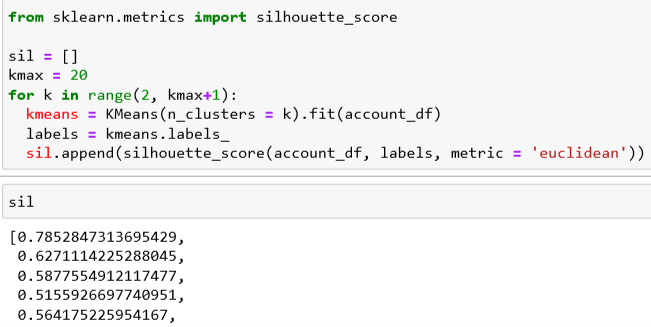 from sklearn.metrics import silhouette_score
sil = []
kmax = 20
for k in range(2, kmax+1):
kmeans = KMeans(n_clusters = k).fit(account_df)
labels = kmeans.labels_
sil.append(silhouette_score(account_df, labels, metric = 'euclidean'))
sil
[0.7852847313695429,
0.6271114225288045,
0.5877554912117477,
0.5155926697740951,
0.564175225954167,